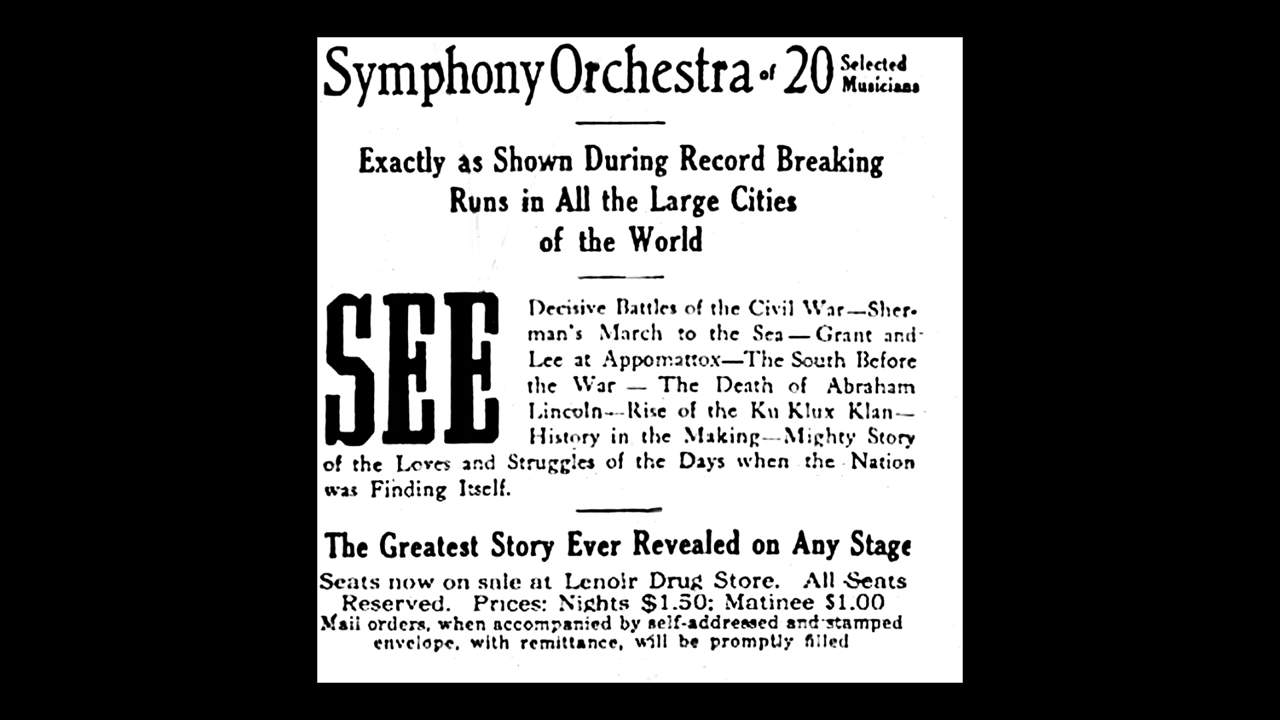 Symphony Orchestra of 20 Selected Musicians
Exactly as Shown During Record Breaking
Runs in All the Large Cities
of the World
SEE
Decisive Battles of the Civil War—Sher-
man's March to the Sea—Grant and
Lee at Appomattox—The South Before
the War — The Death of Abraham
Lincoln—Rise of the Ku Klux Klan—
History in the Making—Mighty Story
of the Loves and Struggles of the Days when the Nation
was Finding Itself.
The Greatest Story Ever Revealed on Any Stage
Seats now on sale at Lenoir Drug Store. All Seats
Reserved. Prices: Nights $1.50; Matinee $1.00
Mail orders, when accompanied by self-addressed and stamped
envelope, with remittance, will be promptly filled